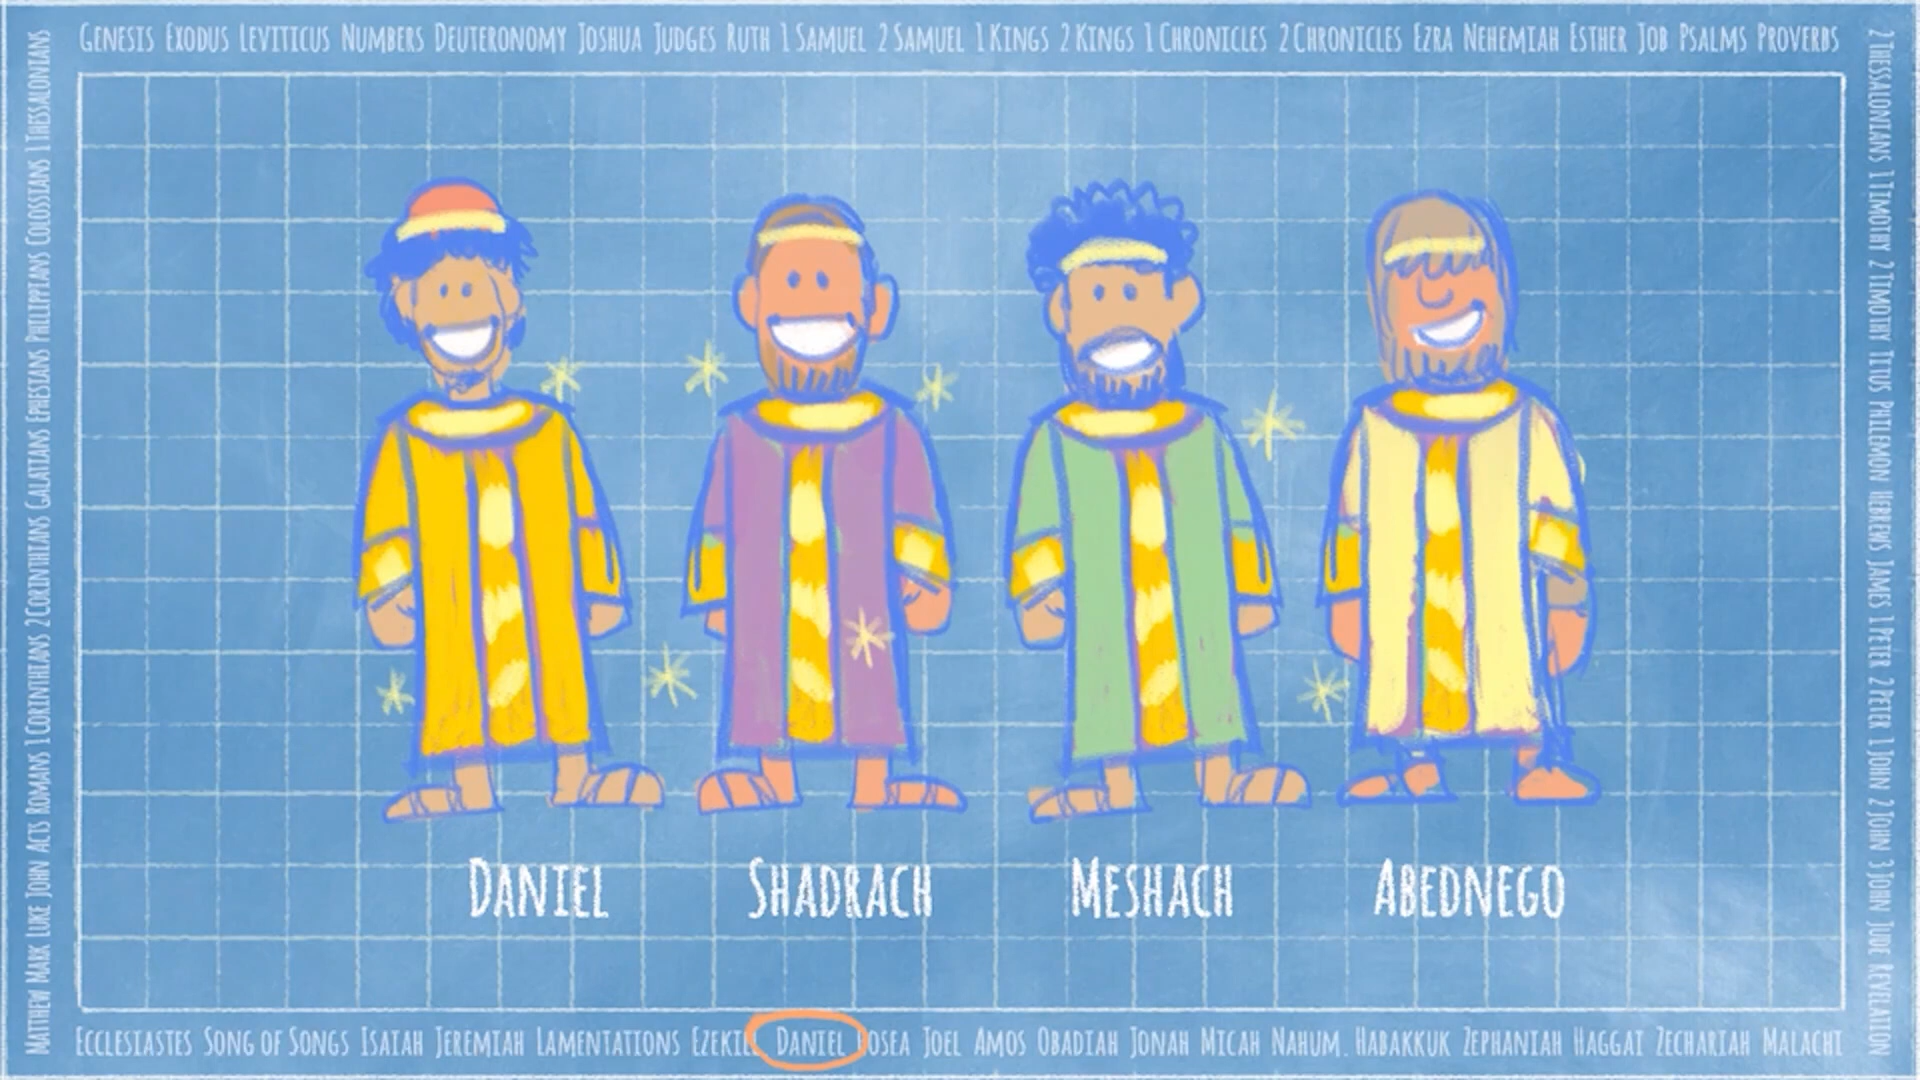 Genesis Exodus Leviticus Numbers Deuteronomy Joshua Judges Ruth 1 Samuel 2 Samuel 1 Kings 2 Kings 1 Chronicles 2 Chronicles Ezra Nehemiah Esther Job Psalms Proverbs
Daniel
Shadrach
Meshach
Abednego
Ecclesiastes Song of Songs Isaiah Jeremiah Lamentations Ezekiel Daniel Hosea Joel Amos Obadiah Jonah Micah Nahum. Habakkuk Zephaniah Haggai Zechariah Malachi
Matthew Mark Luke John Acts Romans 1 Corinthians 2 Corinthians Galatians Ephesians Philippians Colossians 1 Thessalonians
2 Thessalonians 1 Timothy 2 Timothy Titus Philemon Hebrews James 1 Peter 2 Peter 1 John 2 John 3 John Jude Revelation